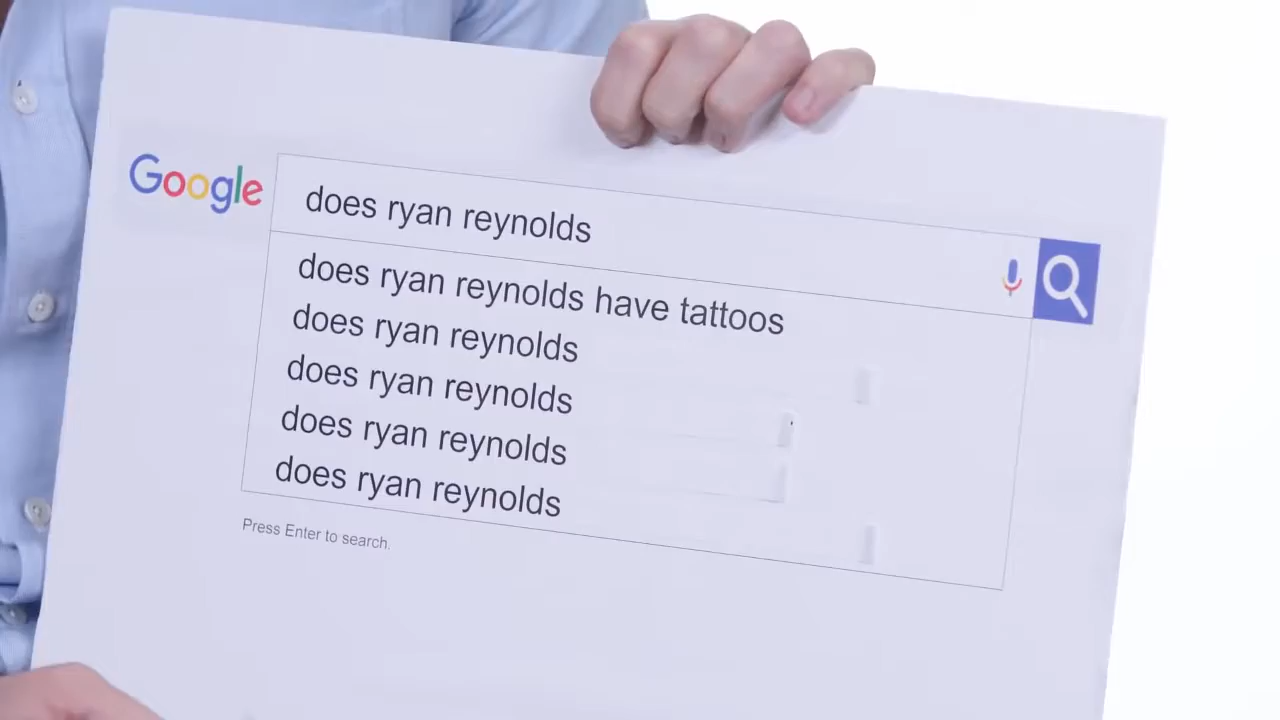 Google
does ryan reynolds
does ryan reynolds have tattoos
does ryan reynolds
does ryan reynolds
does ryan reynolds
does ryan reynolds
Press Enter to search.